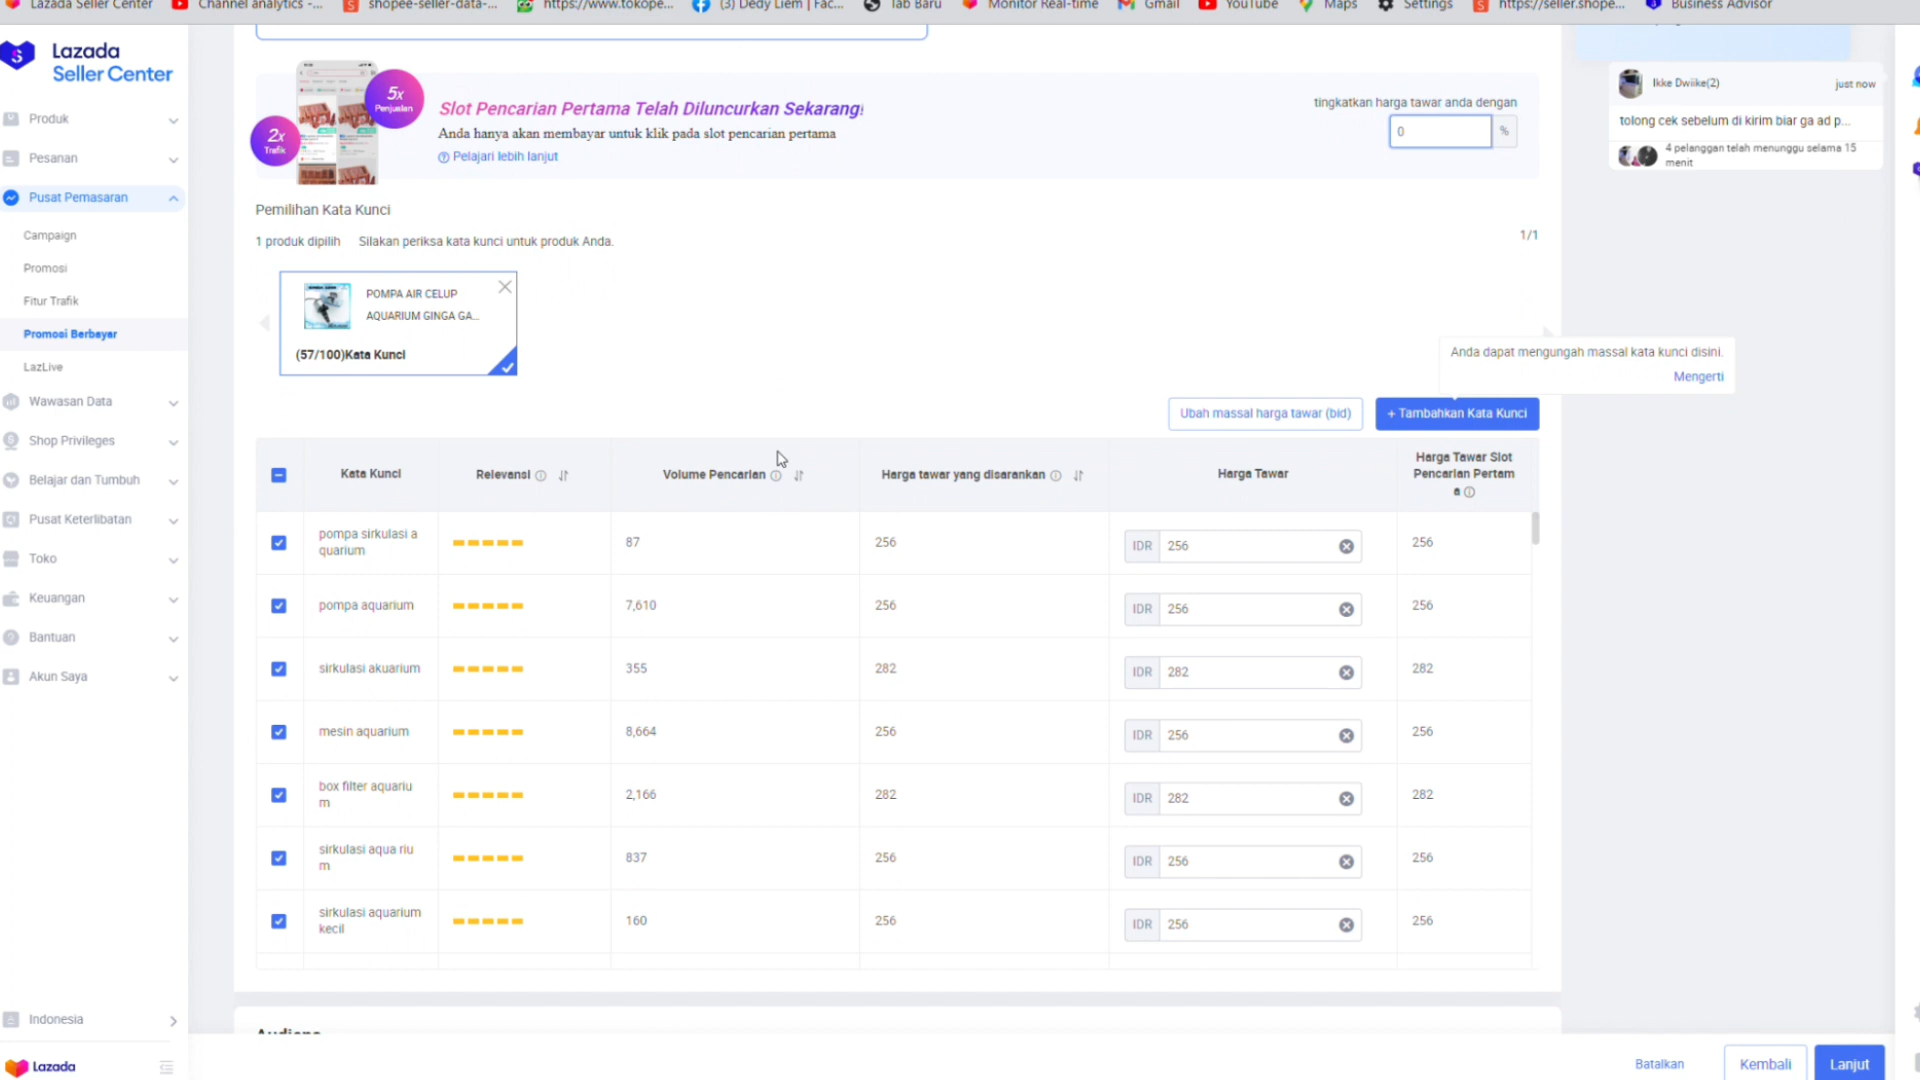 Lazada Seller Center
Channel analytics -...
shopee-seller-data-...
https://www.tokope...
(3) Dedy Liem | Fac...
Tab Baru
Monitor Real-time
Gmail
YouTube
Maps
Settings
https://seller.shope...
Business Advisor
Lazada
Seller Center
Produk
Pesanan
Pusat Pemasaran
Campaign
Promosi
Fitur Trafik
Promosi Berbayar
LazLive
Wawasan Data
Shop Privileges
Belajar dan Tumbuh
Pusat Keterlibatan
Toko
Keuangan
Bantuan
Akun Saya
Indonesia
Lazada
5x
Penjualan
2x
Trafik
Slot Pencarian Pertama Telah Diluncurkan Sekarang!
Anda hanya akan membayar untuk klik pada slot pencarian pertama
Pelajari lebih lanjut
tingkatkan harga tawar anda dengan
0 %
Pemilihan Kata Kunci
1 produk dipilih Silakan periksa kata kunci untuk produk Anda.
1/1
POMPA AIR CELUP
AQUARIUM GINGA GA...
(57/100)Kata Kunci
Anda dapat mengungah massal kata kunci disini.
Mengerti
Ubah massal harga tawar (bid)
+ Tambahkan Kata Kunci
Kata Kunci
Relevansi
Volume Pencarian
Harga tawar yang disarankan
Harga Tawar
Harga Tawar Slot
Pencarian Pertam
a
pompa sirkulasi a
quarium
87
256
IDR 256
256
pompa aquarium
7,610
256
IDR 256
256
sirkulasi akuarium
355
282
IDR 282
282
mesin aquarium
8,664
256
IDR 256
256
box filter aquariu
m
2,166
282
IDR 282
282
sirkulasi aqua riu
m
837
256
IDR 256
256
sirkulasi aquarium
kecil
160
256
IDR 256
256
Audiens
Batalkan
Kembali
Lanjut
Ikke Dwiike(2)
just now
tolong cek sebelum di kirim biar ga ad p...
4 pelanggan telah menunggu selama 15
menit